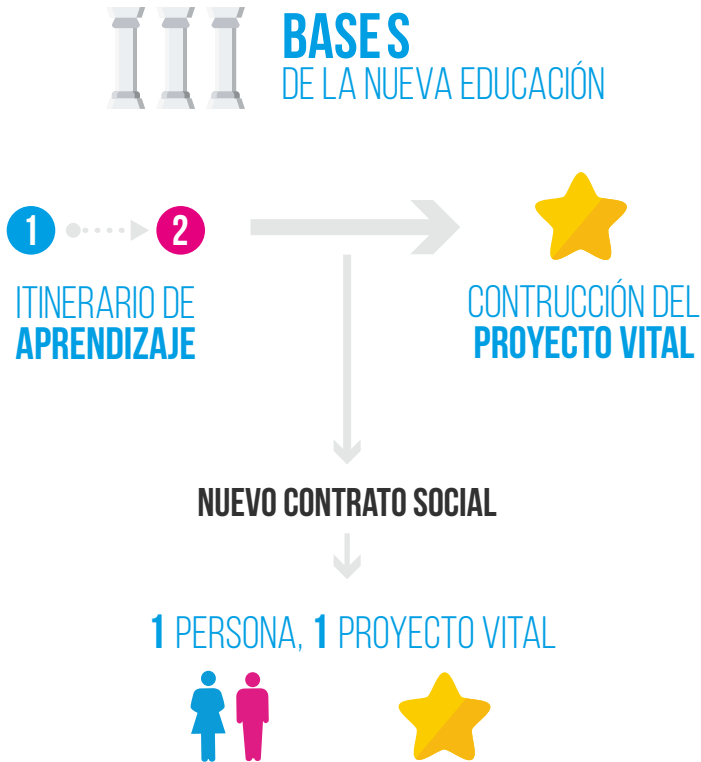 BASES
DE LA NUEVA EDUCACIÓN
1 2
ITINERARIO DE
APRENDIZAJE
CONTRUCCIÓN DEL
PROYECTO VITAL
NUEVO CONTRATO SOCIAL
1 PERSONA, 1 PROYECTO VITAL